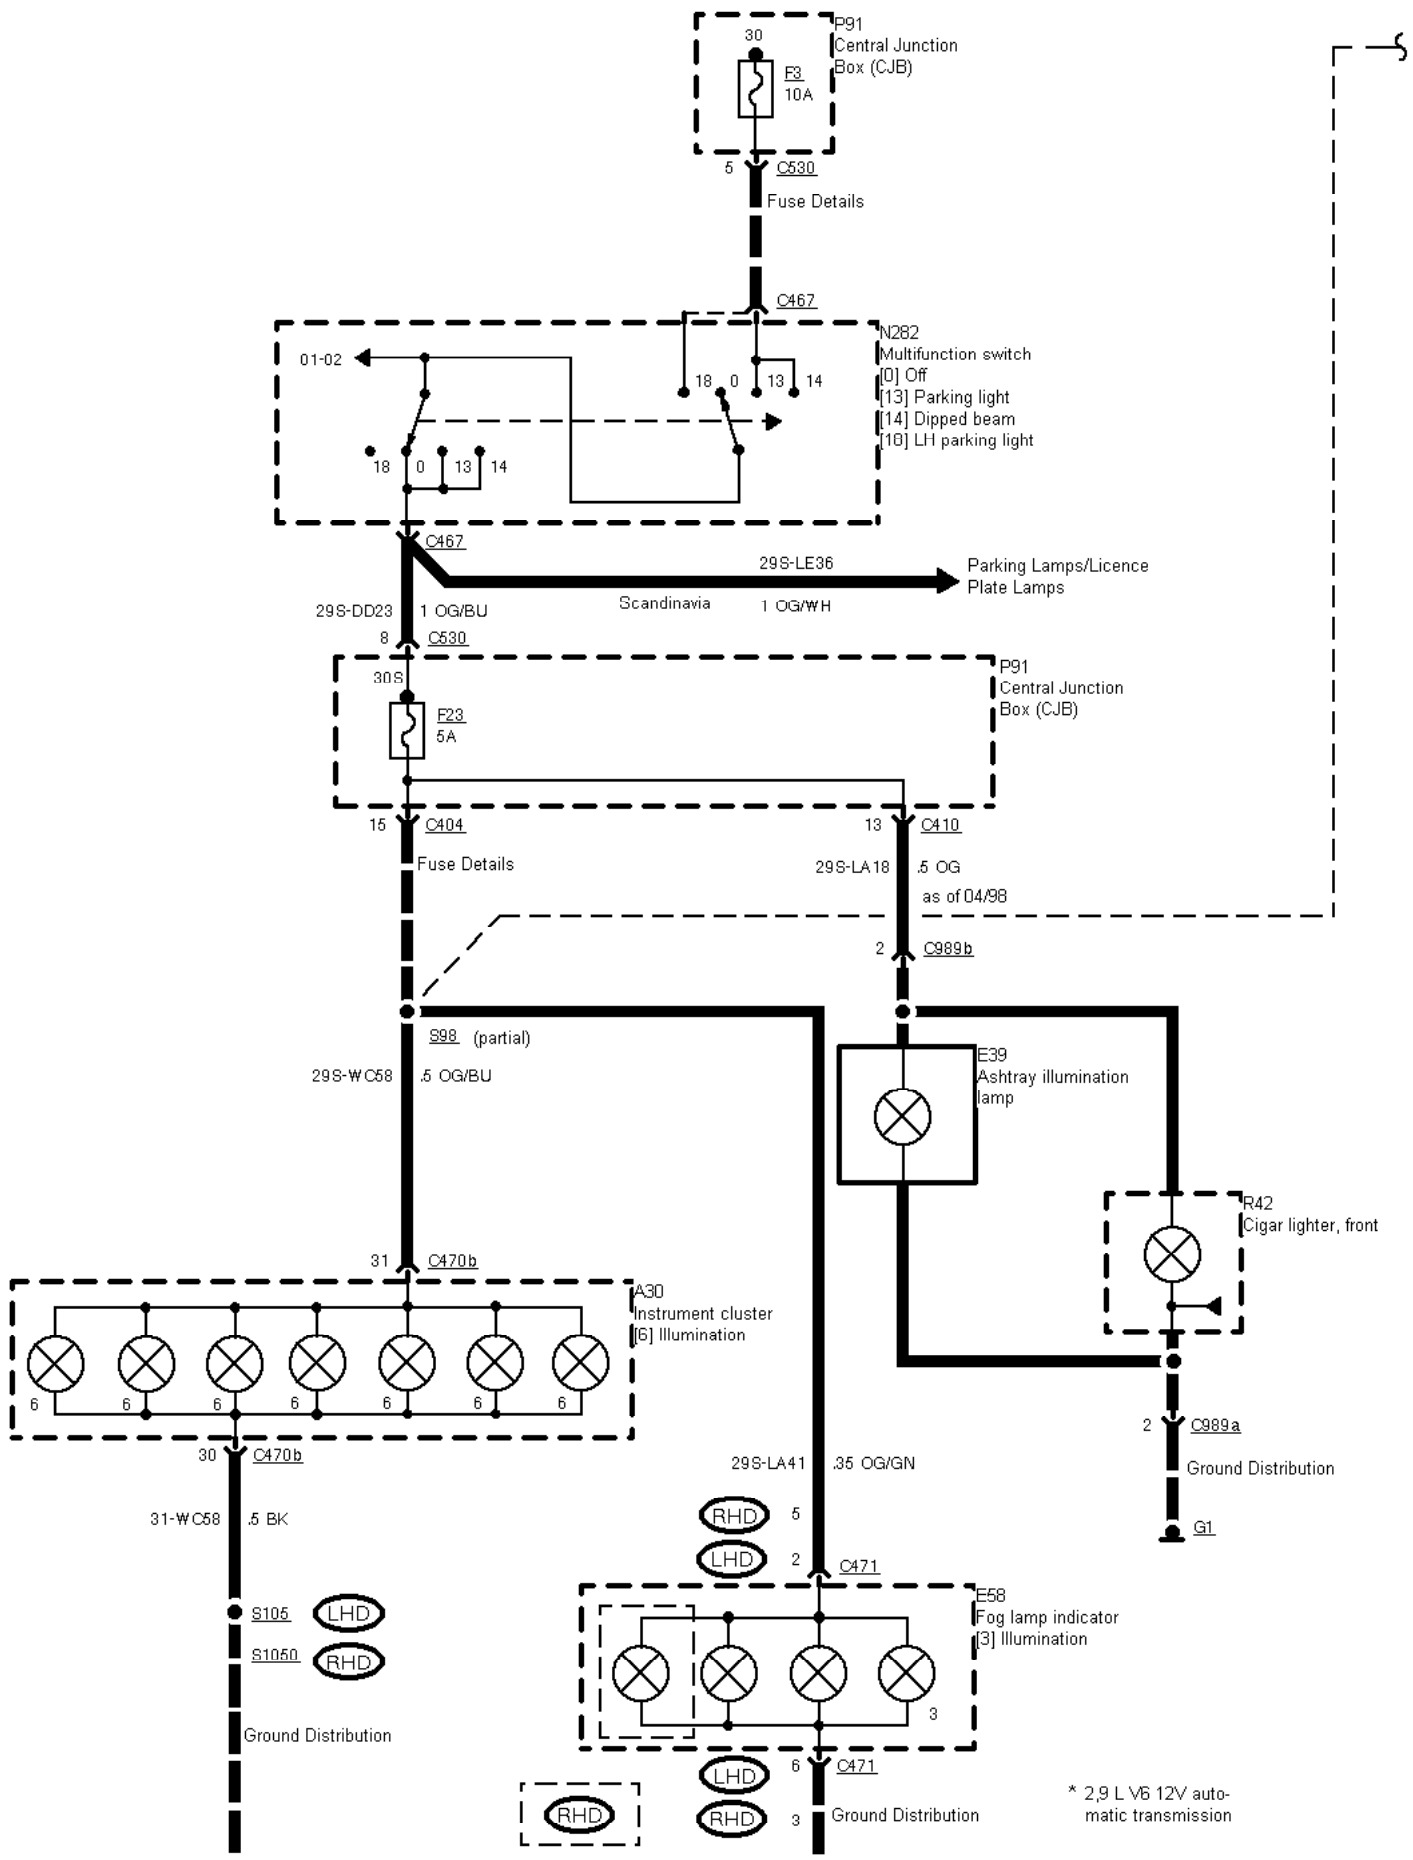 P91
30
Central Junction
Box (CJB)
F3
10A
5
C530
Fuse Details
C467
N282
Multifunction switch
[0] Off
[13] Parking light
[14] Dipped beam
[18] LH parking light
01-02
18 0 13 14
18 0 13 14
C467
29S-LE36
Parking Lamps/Licence
Plate Lamps
Scandinavia
1 OG/WH
29S-DD23
1 OG/BU
8
C530
P91
30S
Central Junction
Box (CJB)
F23
5A
15
C404
13
C410
Fuse Details
29S-LA18
.5 OG
as of 04/98
2
C989b
S98 (partial)
E39
Ashtray illumination
lamp
29S-WC58
.5 OG/BU
R42
Cigar lighter, front
31
C470b
A30
Instrument cluster
[6] Illumination
6 6 6 6 6 6 6
2
C989a
30
C470b
29S-LA41
.35 OG/GN
Ground Distribution
31-WC58
.5 BK
RHD
5
G1
LHD
2
C471
E58
S105
LHD
Fog lamp indicator
[3] Illumination
S1050
RHD
3
Ground Distribution
LHD
6
C471
RHD
RHD
3
Ground Distribution
* 2,9 L V6 12V auto-
matic transmission